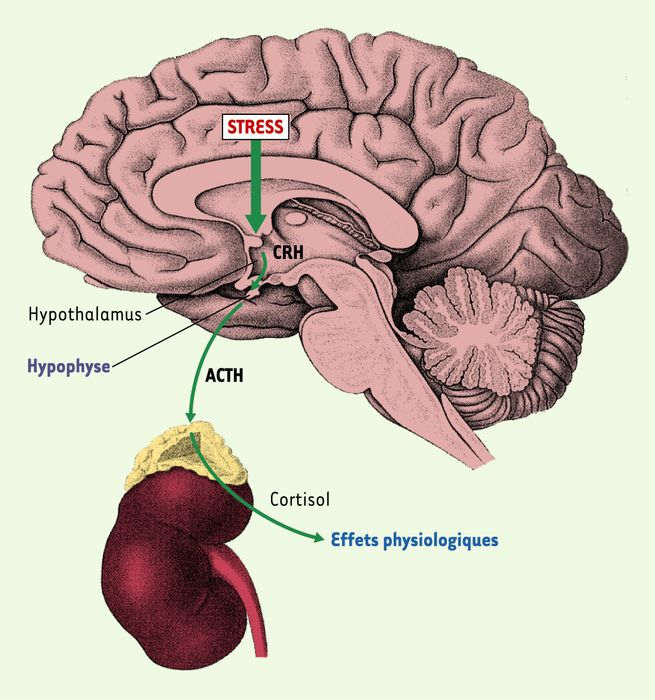 STRESS
CRH
Hypothalamus
Hypophyse
ACTH
Cortisol
Effets physiologiques